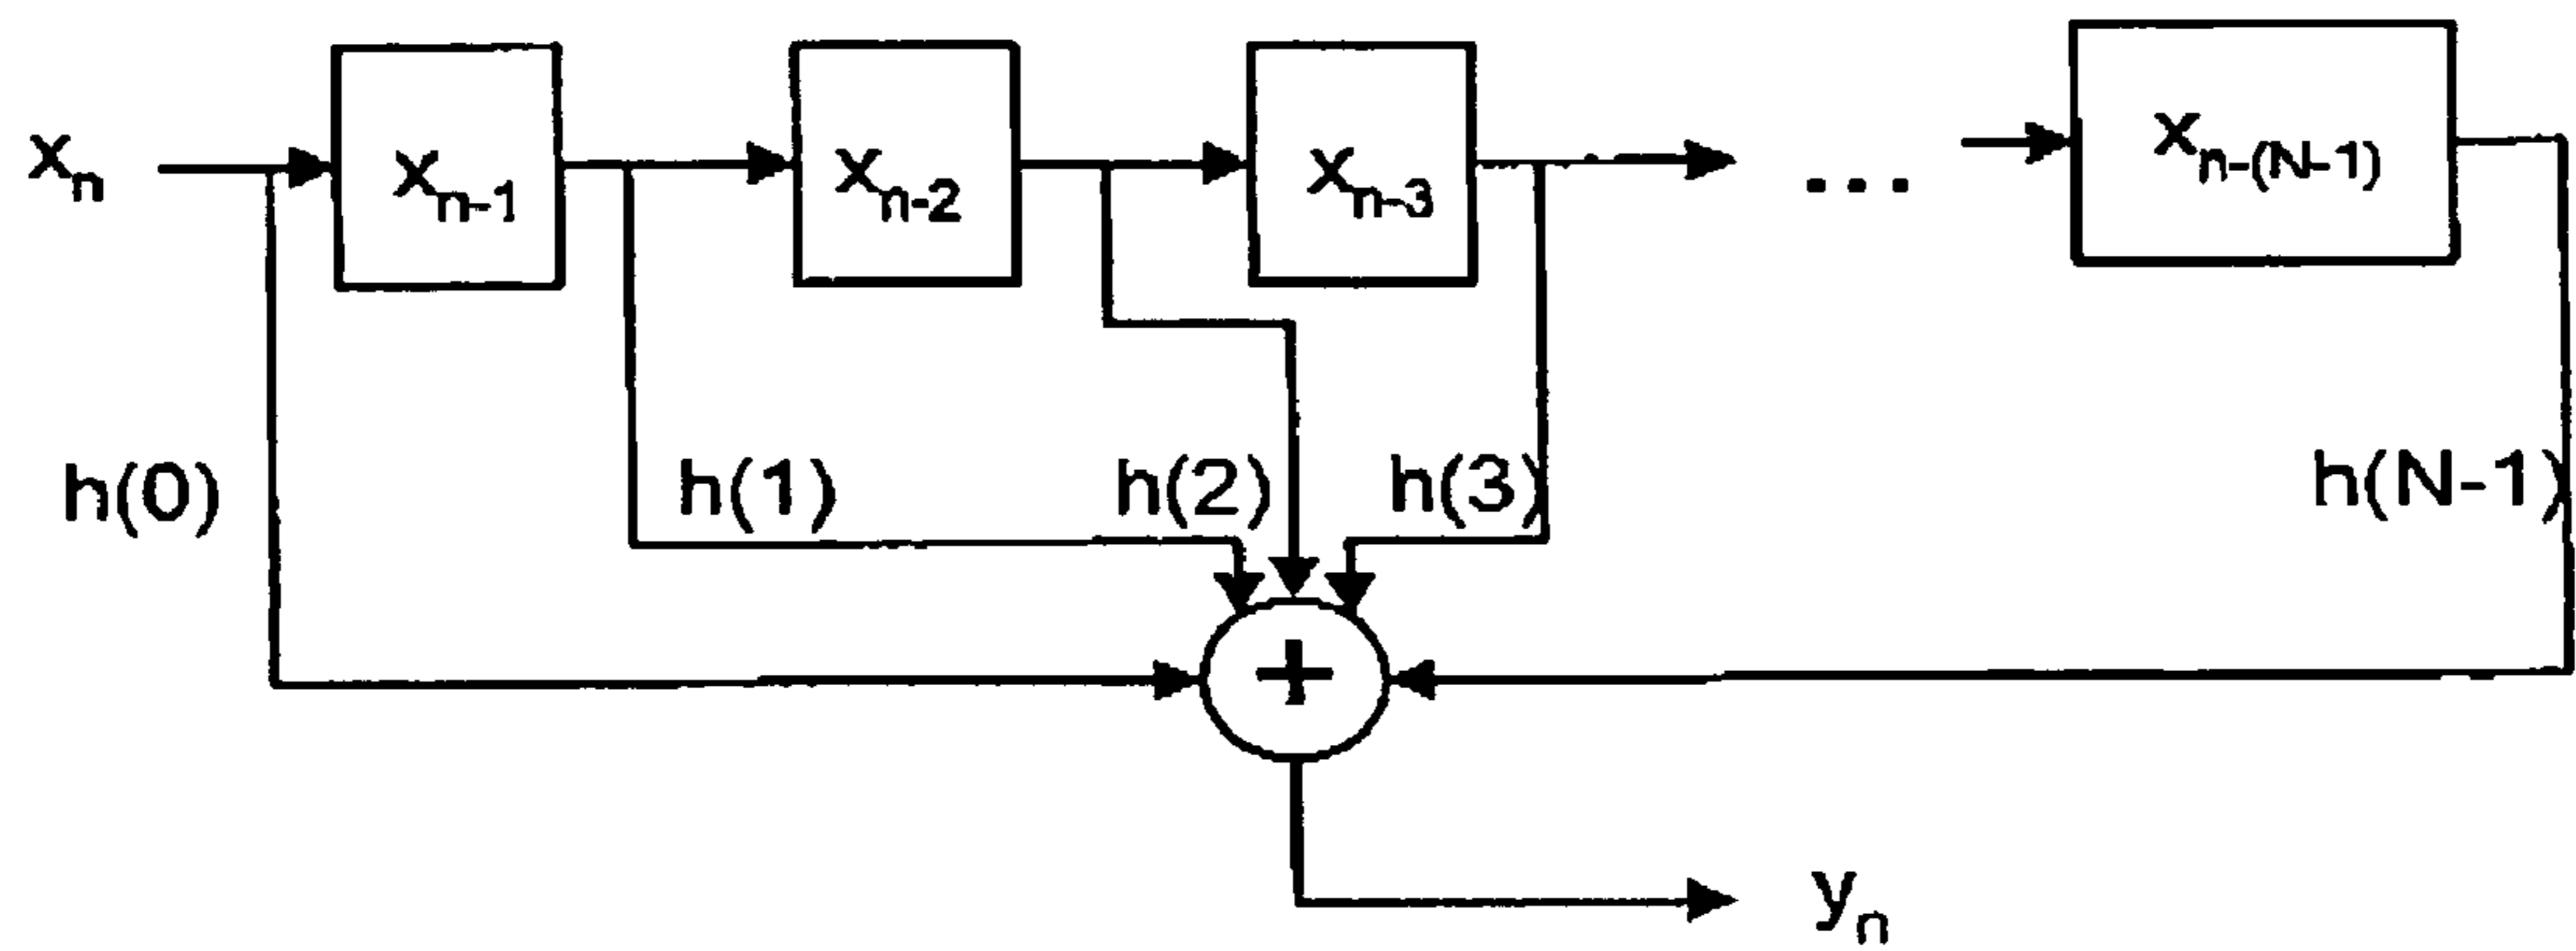 xₙ
xₙ₋₁
xₙ₋₂
xₙ₋₃
...
xₙ₋₍N₋₁₎
h(0)
h(1)
h(2)
h(3)
h(N-1)
+
yₙ